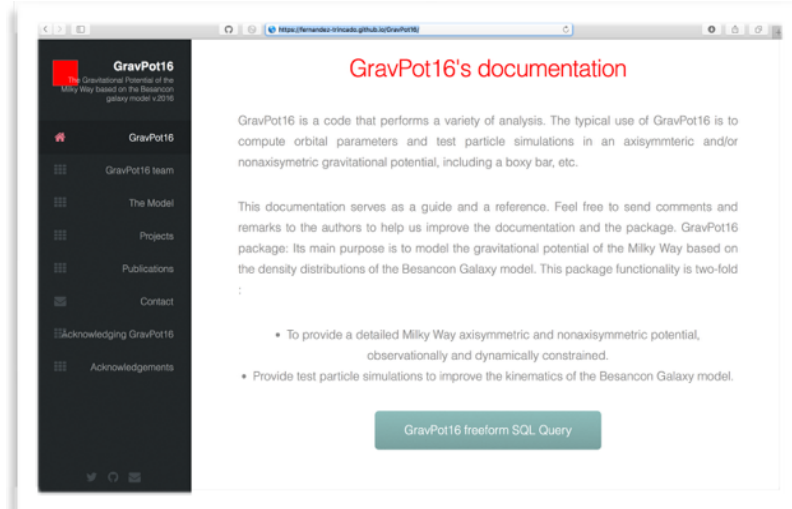 https://fernandez-trincado.github.io/GravPot16/
GravPot16
The Gravitational Potential of the
Milky Way based on the Besancon
galaxy model v.2016
GravPot16
GravPot16 team
The Model
Projects
Publications
Contact
Acknowledging GravPot16
Acknowledgements
GravPot16's documentation
GravPot16 is a code that performs a variety of analysis. The typical use of GravPot16 is to
compute orbital parameters and test particle simulations in an axisymmteric and/or
nonaxisymetric gravitational potential, including a boxy bar, etc.
This documentation serves as a guide and a reference. Feel free to send comments and
remarks to the authors to help us improve the documentation and the package. GravPot16
package: Its main purpose is to model the gravitational potential of the Milky Way based on
the density distributions of the Besancon Galaxy model. This package functionality is two-fold
:
• To provide a detailed Milky Way axisymmetric and nonaxisymmetric potential,
observationally and dynamically constrained.
• Provide test particle simulations to improve the kinematics of the Besancon Galaxy model.
GravPot16 freeform SQL Query